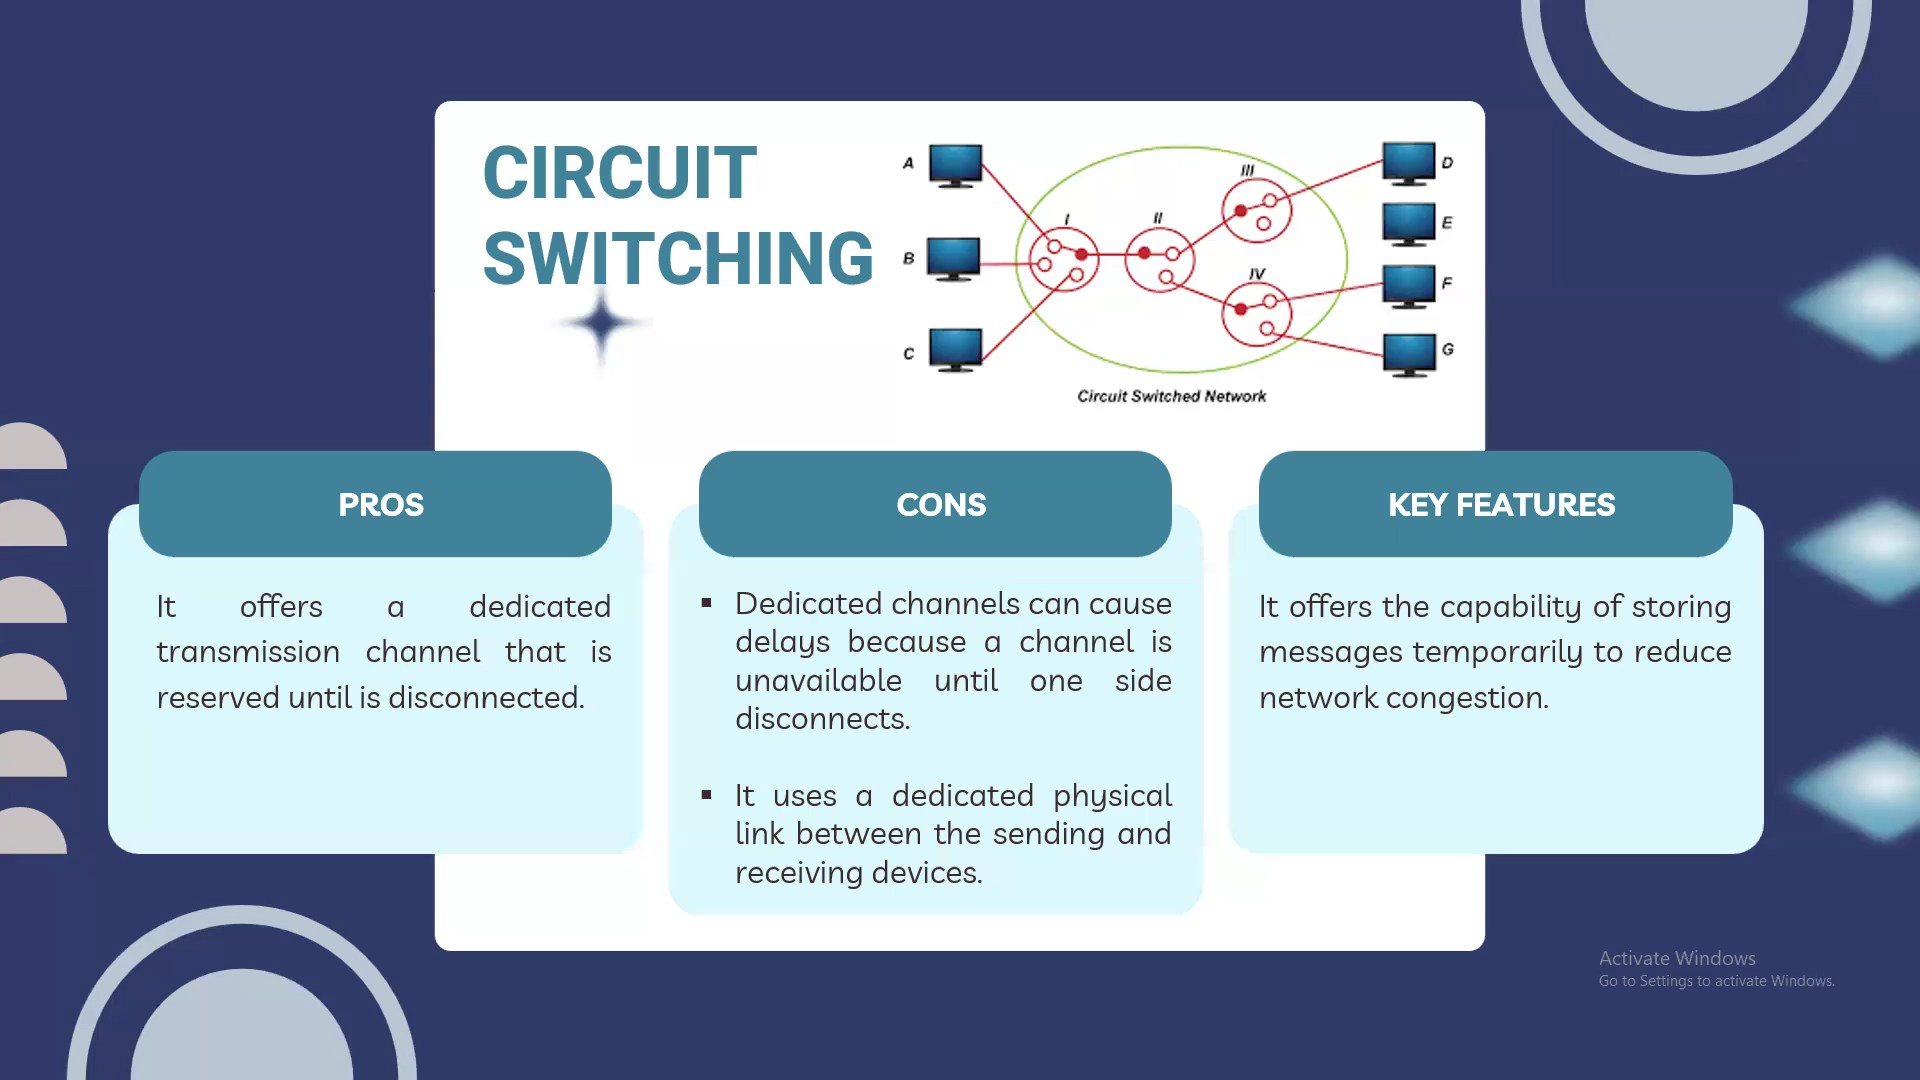 CIRCUIT
SWITCHING
A
B
C
I
II
III
IV
D
E
F
G
Circuit Switched Network
PROS
It offers a dedicated
transmission channel that is
reserved until is disconnected.
CONS
▪ Dedicated channels can cause
delays because a channel is
unavailable until one side
disconnects.
▪ It uses a dedicated physical
link between the sending and
receiving devices.
KEY FEATURES
It offers the capability of storing
messages temporarily to reduce
network congestion.
Activate Windows
Go to Settings to activate Windows.